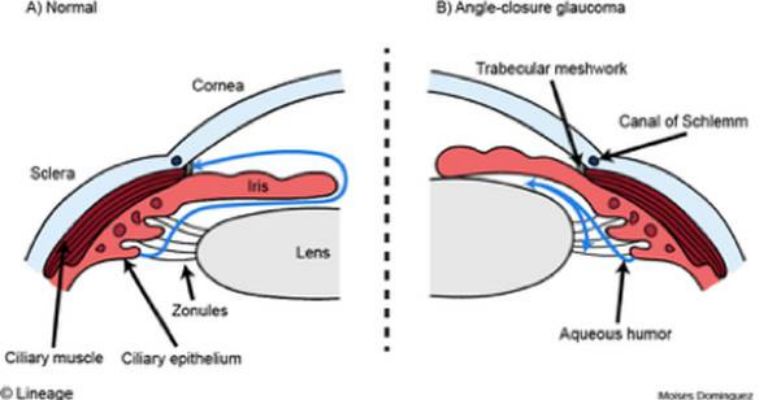 A) Normal
B) Angle-closure glaucoma
Cornea
Trabecular meshwork
Canal of Schlemm
Sclera
Iris
Lens
Zonules
Aqueous humor
Ciliary muscle
Ciliary epithelium
© Lineage
Moises Dominguez